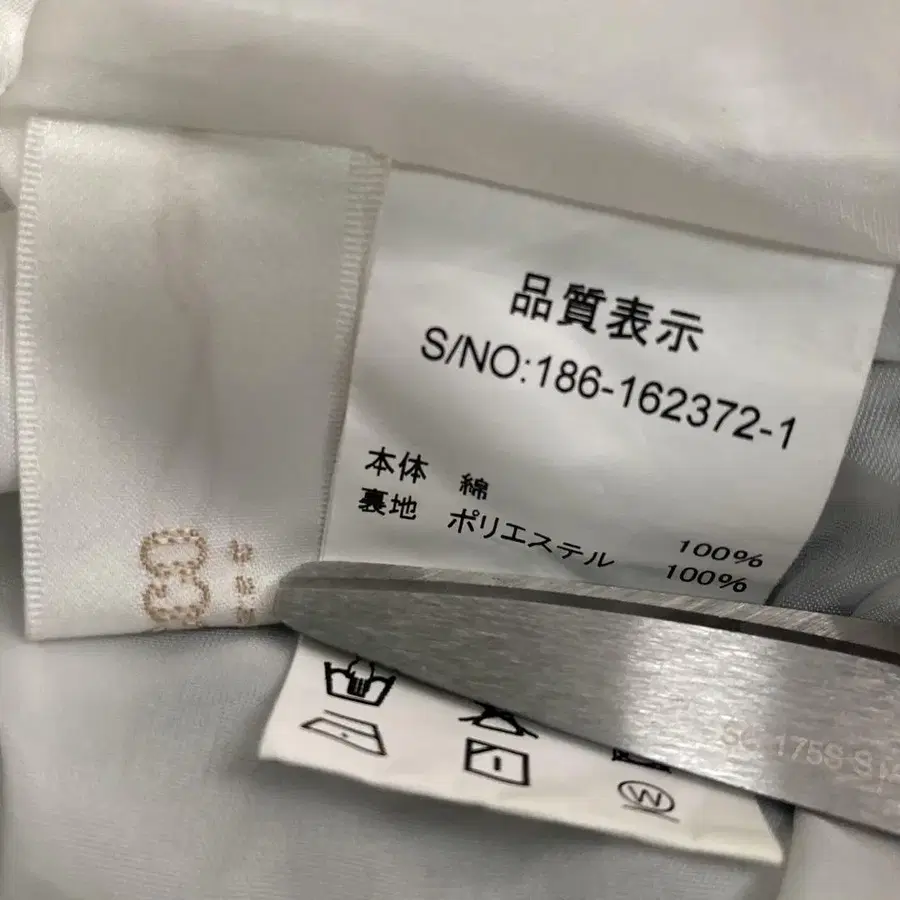 品質表示
S/NO:186-162372-1
本体 綿 100%
裏地 ポリエステル 100%
W
175S